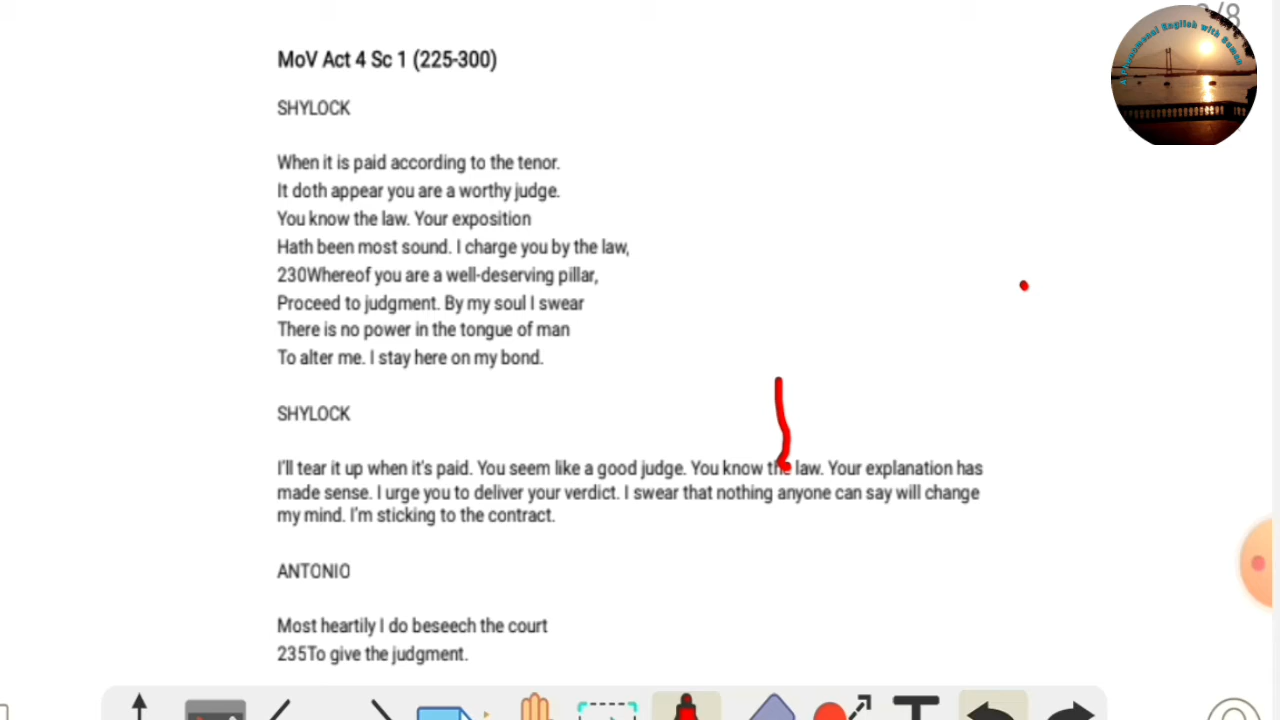 MoV Act 4 Sc 1 (225-300)
SHYLOCK
When it is paid according to the tenor.
It doth appear you are a worthy judge.
You know the law. Your exposition
Hath been most sound. I charge you by the law,
230Whereof you are a well-deserving pillar,
Proceed to judgment. By my soul I swear
There is no power in the tongue of man
To alter me. I stay here on my bond.
SHYLOCK
I'll tear it up when it's paid. You seem like a good judge. You know the law. Your explanation has
made sense. I urge you to deliver your verdict. I swear that nothing anyone can say will change
my mind. I'm sticking to the contract.
ANTONIO
Most heartily I do beseech the court
235To give the judgment.
A Phenomenal English with Suman
/8